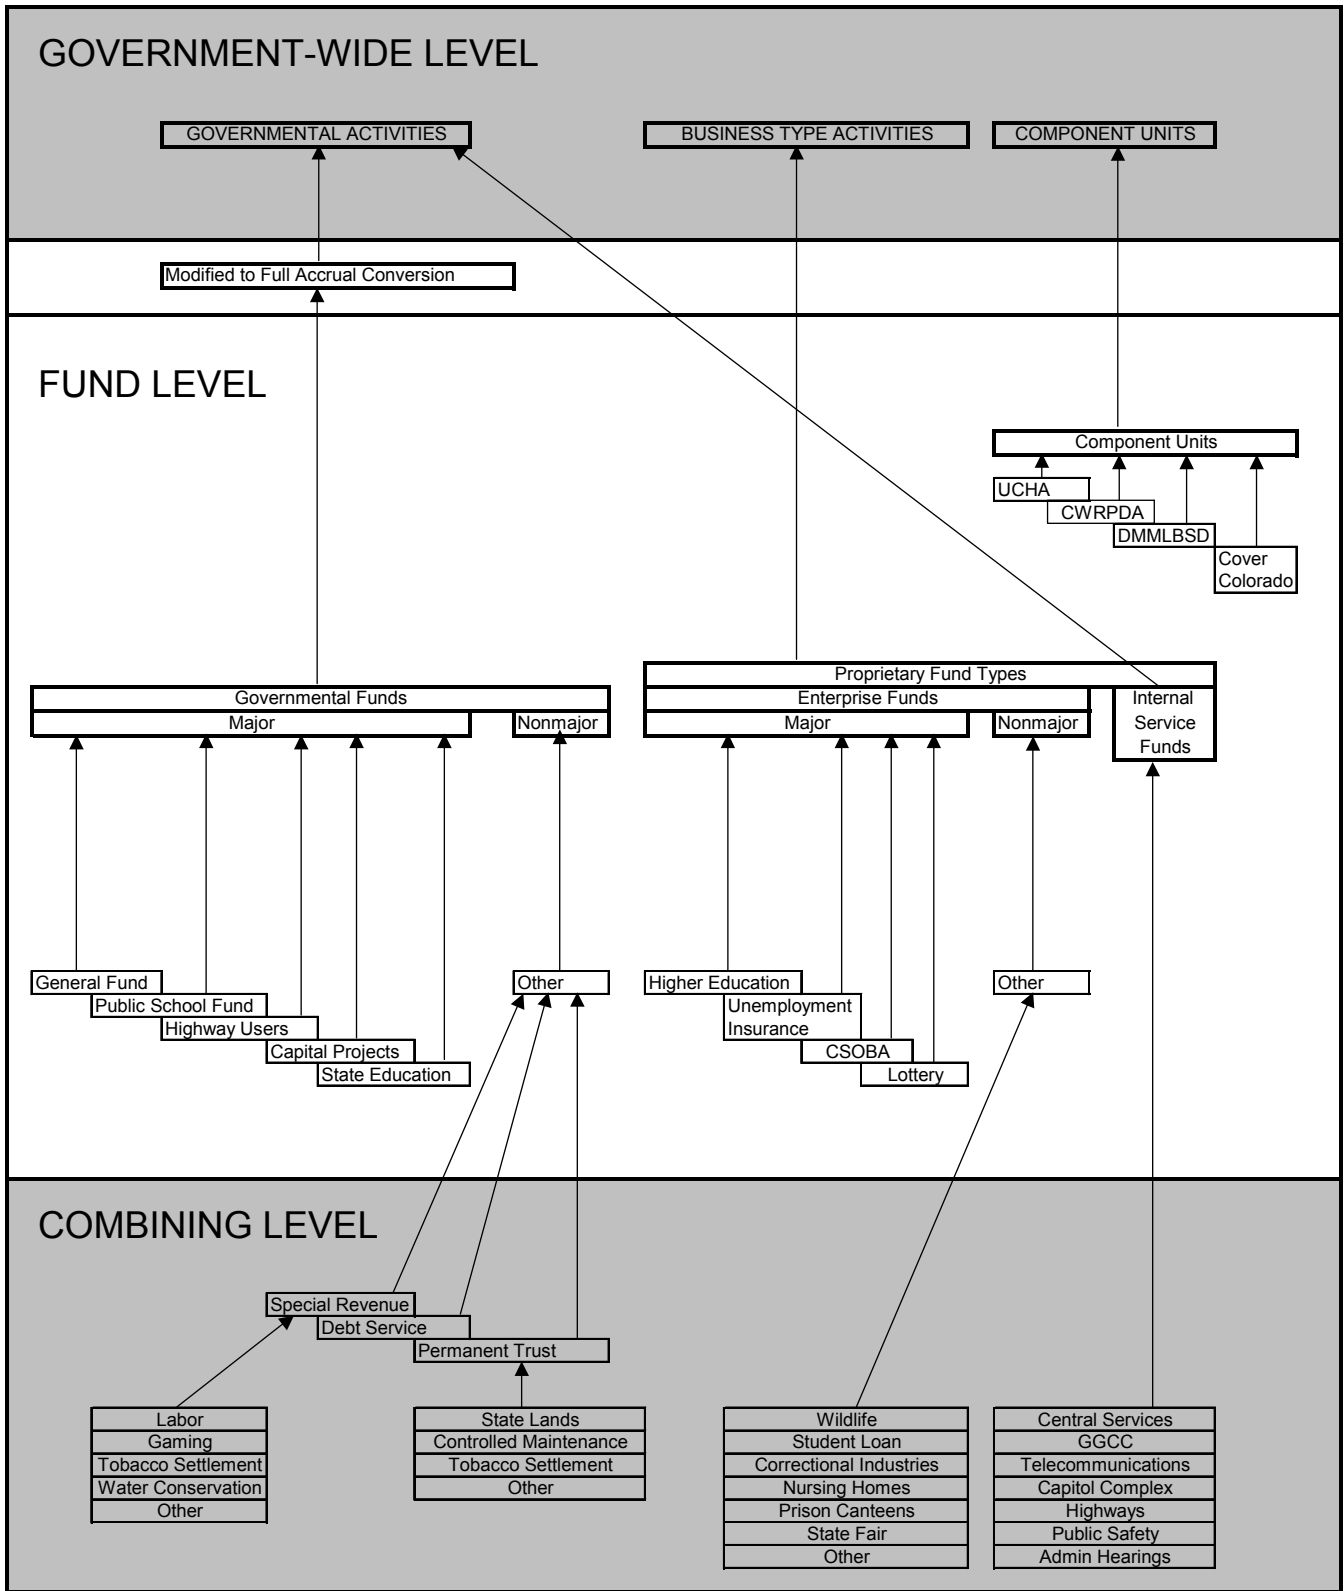 GOVERNMENT-WIDE LEVEL
GOVERNMENTAL ACTIVITIES
BUSINESS TYPE ACTIVITIES
COMPONENT UNITS
Modified to Full Accrual Conversion
FUND LEVEL
Component Units
UCHA
CWRPDA
DMMLBSD
Cover
Colorado
Proprietary Fund Types
Governmental Funds
Enterprise Funds
Internal
Service
Funds
Major
Nonmajor
Major
Nonmajor
General Fund
Public School Fund
Highway Users
Capital Projects
State Education
Other
Higher Education
Unemployment
Insurance
CSOBA
Lottery
Other
COMBINING LEVEL
Special Revenue
Debt Service
Permanent Trust
Labor
Gaming
Tobacco Settlement
Water Conservation
Other
State Lands
Controlled Maintenance
Tobacco Settlement
Other
Wildlife
Student Loan
Correctional Industries
Nursing Homes
Prison Canteens
State Fair
Other
Central Services
GGCC
Telecommunications
Capitol Complex
Highways
Public Safety
Admin Hearings